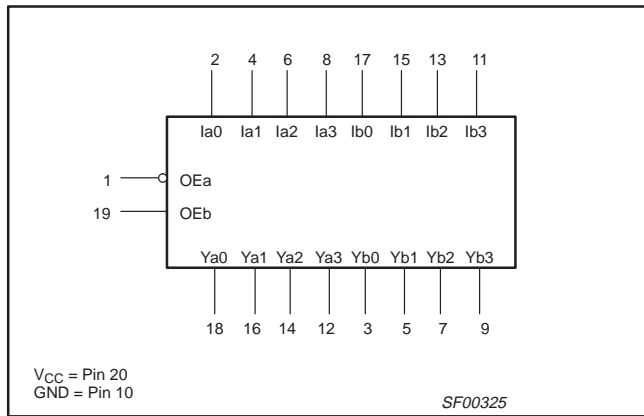 2 4 6 8 17 15 13 11
Ia0 Ia1 Ia2 Ia3 Ib0 Ib1 Ib2 Ib3
1 OEa
19 OEb
Ya0 Ya1 Ya2 Ya3 Yb0 Yb1 Yb2 Yb3
18 16 14 12 3 5 7 9
VCC = Pin 20
GND = Pin 10
SF00325